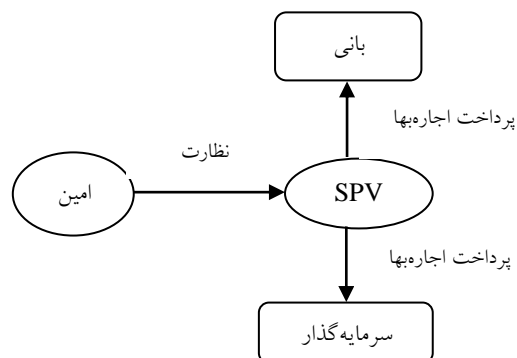 بانی
پرداخت اجاره‌بها
نظارت
امین
SPV
پرداخت اجاره‌بها
سرمایه‌گذار